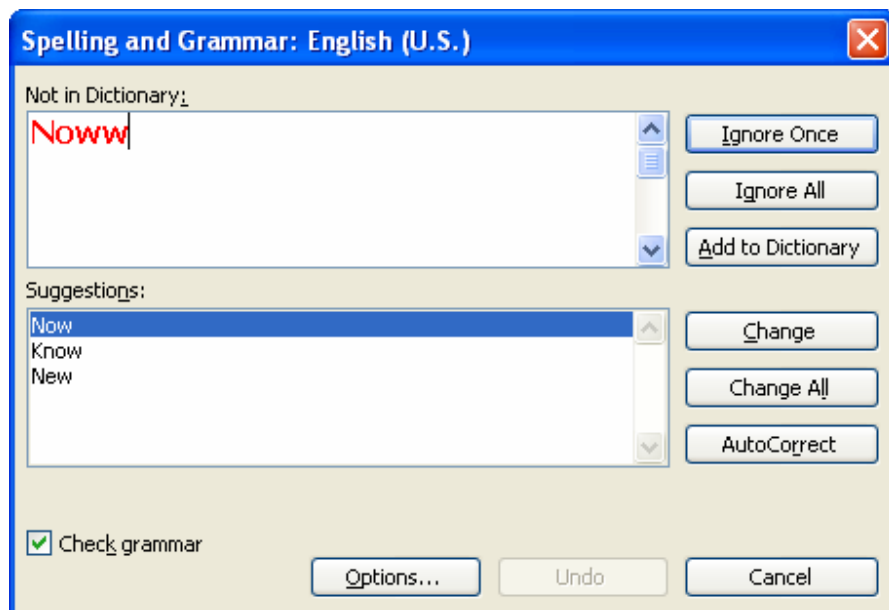 Spelling and Grammar: English (U.S.)
Not in Dictionary:
Noww
Ignore Once
Ignore All
Add to Dictionary
Suggestions:
Now
Know
New
Change
Change All
AutoCorrect
Check grammar
Options...
Undo
Cancel